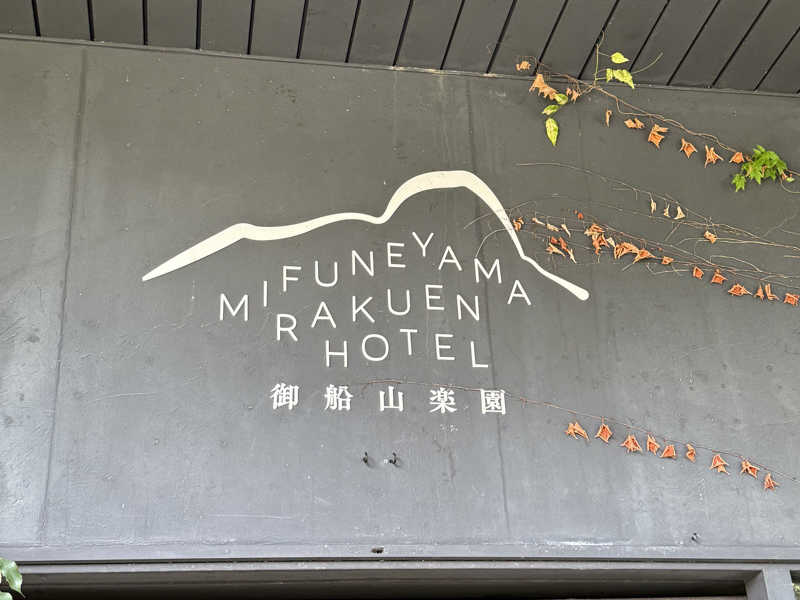 MIFUNEYAMA
RAKUEN
HOTEL
御船山楽園